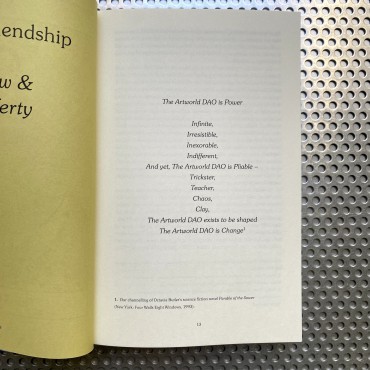 endship
w &
erty
The Artworld DAO is Power
Infinite,
Irresistible,
Inexorable,
Indifferent,
And yet, The Artworld DAO is Pliable –
Trickster,
Teacher,
Chaos,
Clay,
The Artworld DAO exists to be shaped
The Artworld DAO is Change1
1. Our channelling of Octavia Butler's science fiction novel Parable of the Sower
(New York: Four Walls Eight Windows, 1993).
13